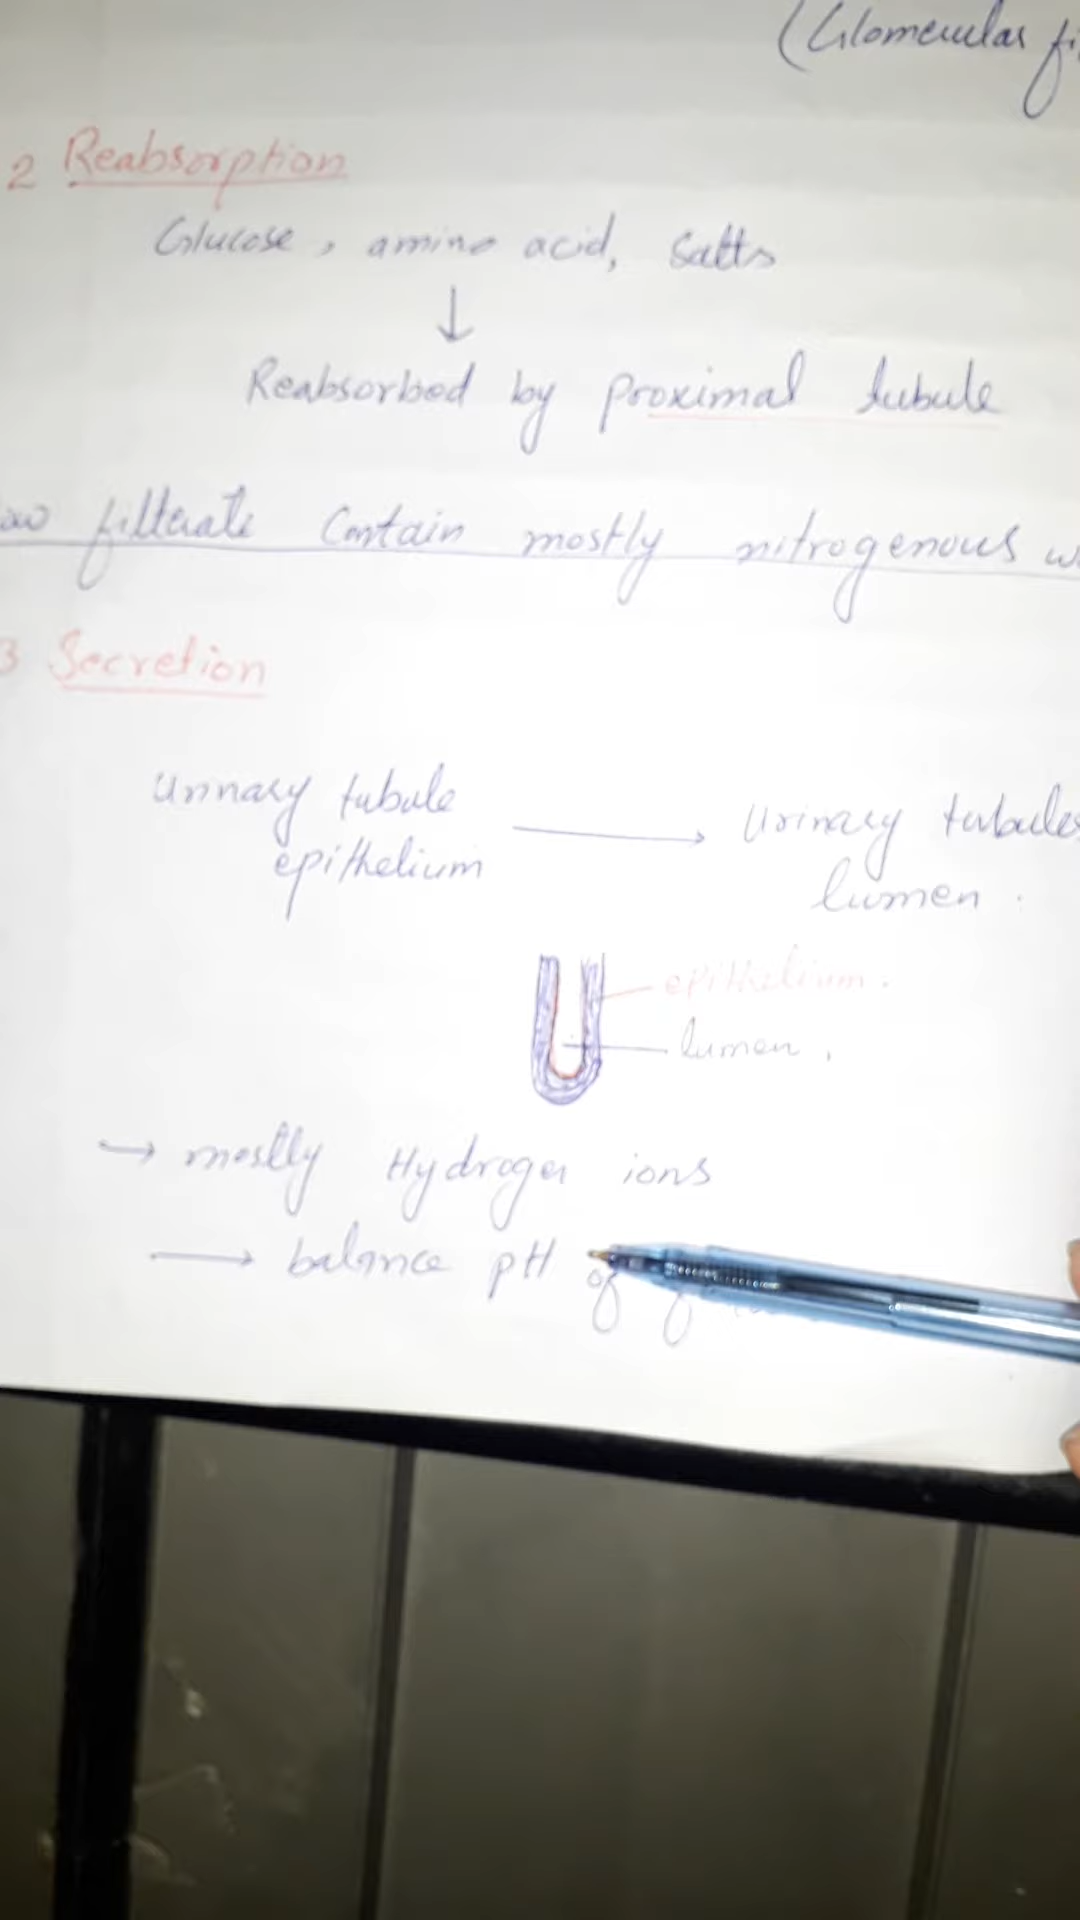 (Glomerular
2 Reabsorption
Glucose, amino acid, Salts
↓
Reabsorbed by proximal tubule
filterate Contain mostly nitrogenous
3 Secretion
Urinary tubule → Urinary tubules
epithelium lumen.
epithelium.
lumen,
→ mostly Hydrogen ions
→ balance pH of